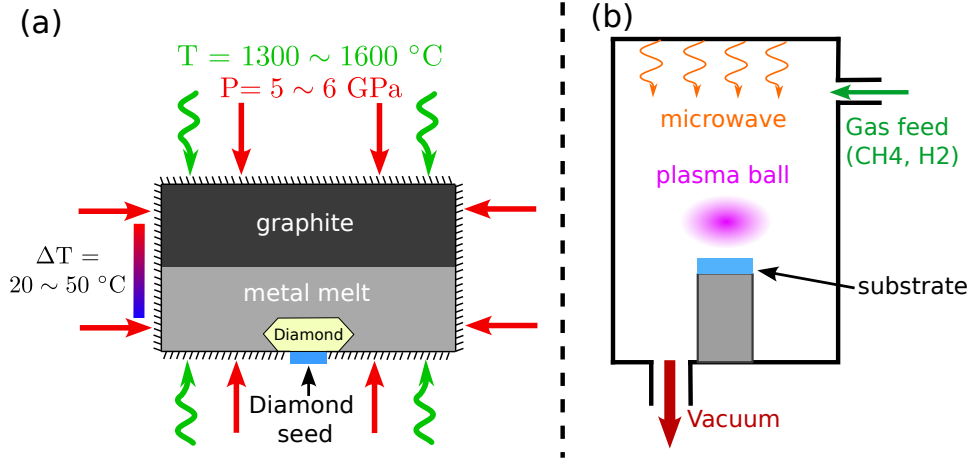 (a)
T = 1300 ∼ 1600 °C
P= 5 ∼ 6 GPa
graphite
ΔT =
20 ∼ 50 °C
metal melt
Diamond
Diamond
seed
(b)
microwave
Gas feed
(CH4, H2)
plasma ball
substrate
Vacuum